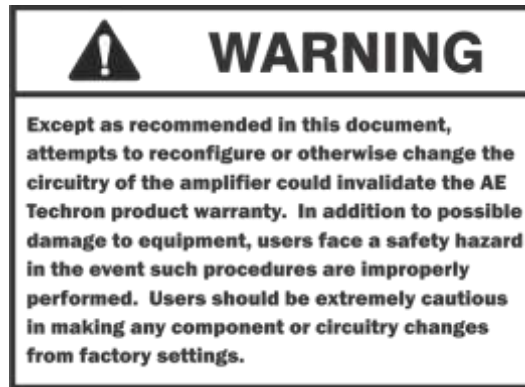 WARNING
Except as recommended in this document,
attempts to reconfigure or otherwise change the
circuitry of the amplifier could invalidate the AE
Techron product warranty.  In addition to possible
damage to equipment, users face a safety hazard
in the event such procedures are improperly
performed.  Users should be extremely cautious
in making any component or circuitry changes
from factory settings.